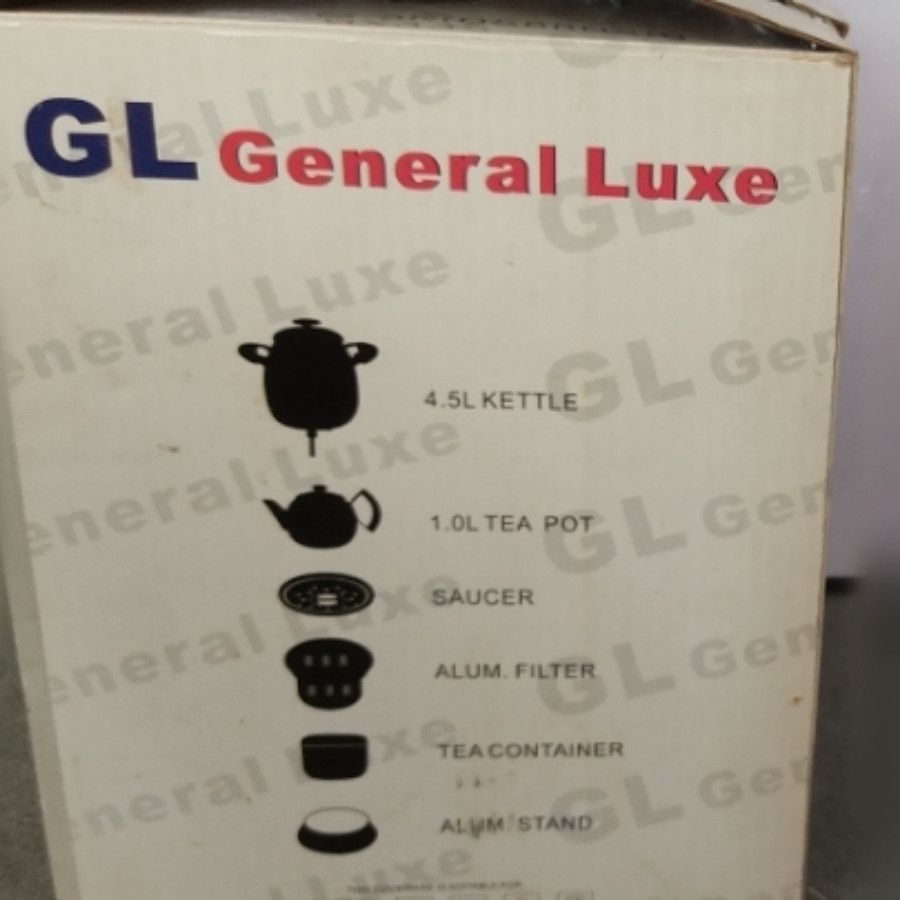 GL General Luxe
4.5L KETTLE
1.0L TEA POT
SAUCER
ALUM. FILTER
TEA CONTAINER
ALUM. STAND